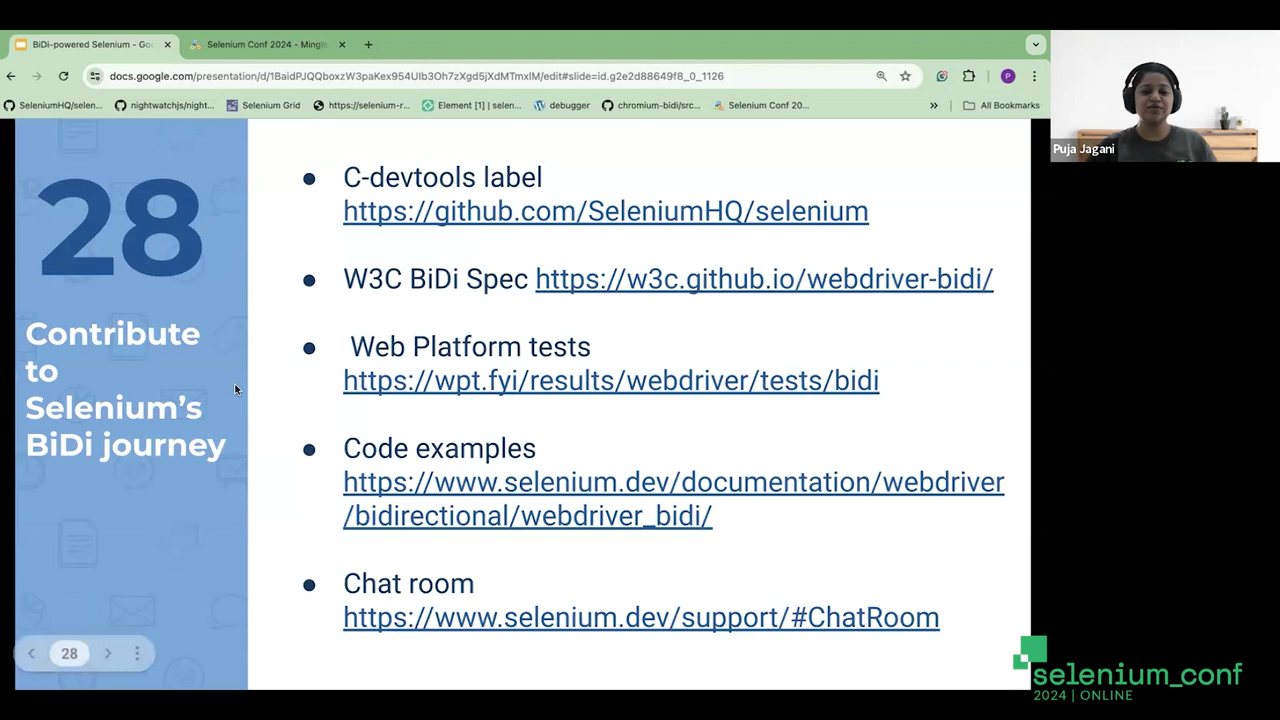 BiDi-powered Selenium - Go
Selenium Conf 2024 - Mingle
docs.google.com/presentation/d/1BaidPJQQboxzW3paKex954UIb3Oh7zXgd5jXdMTmxIM/edit#slide=id.g2e2d88649f8_0_1126
P
SeleniumHQ/selen...
nightwatchjs/night...
Selenium Grid
https://selenium-r...
Element [1] | selen...
debugger
chromium-bidi/src...
Selenium Conf 20...
»
All Bookmarks
Puja Jagani
28
Contribute
to
Selenium's
BiDi journey
● C-devtools label
https://github.com/SeleniumHQ/selenium
● W3C BiDi Spec https://w3c.github.io/webdriver-bidi/
● Web Platform tests
https://wpt.fyi/results/webdriver/tests/bidi
● Code examples
https://www.selenium.dev/documentation/webdriver
/bidirectional/webdriver_bidi/
● Chat room
https://www.selenium.dev/support/#ChatRoom
28
selenium_conf
2024 | ONLINE